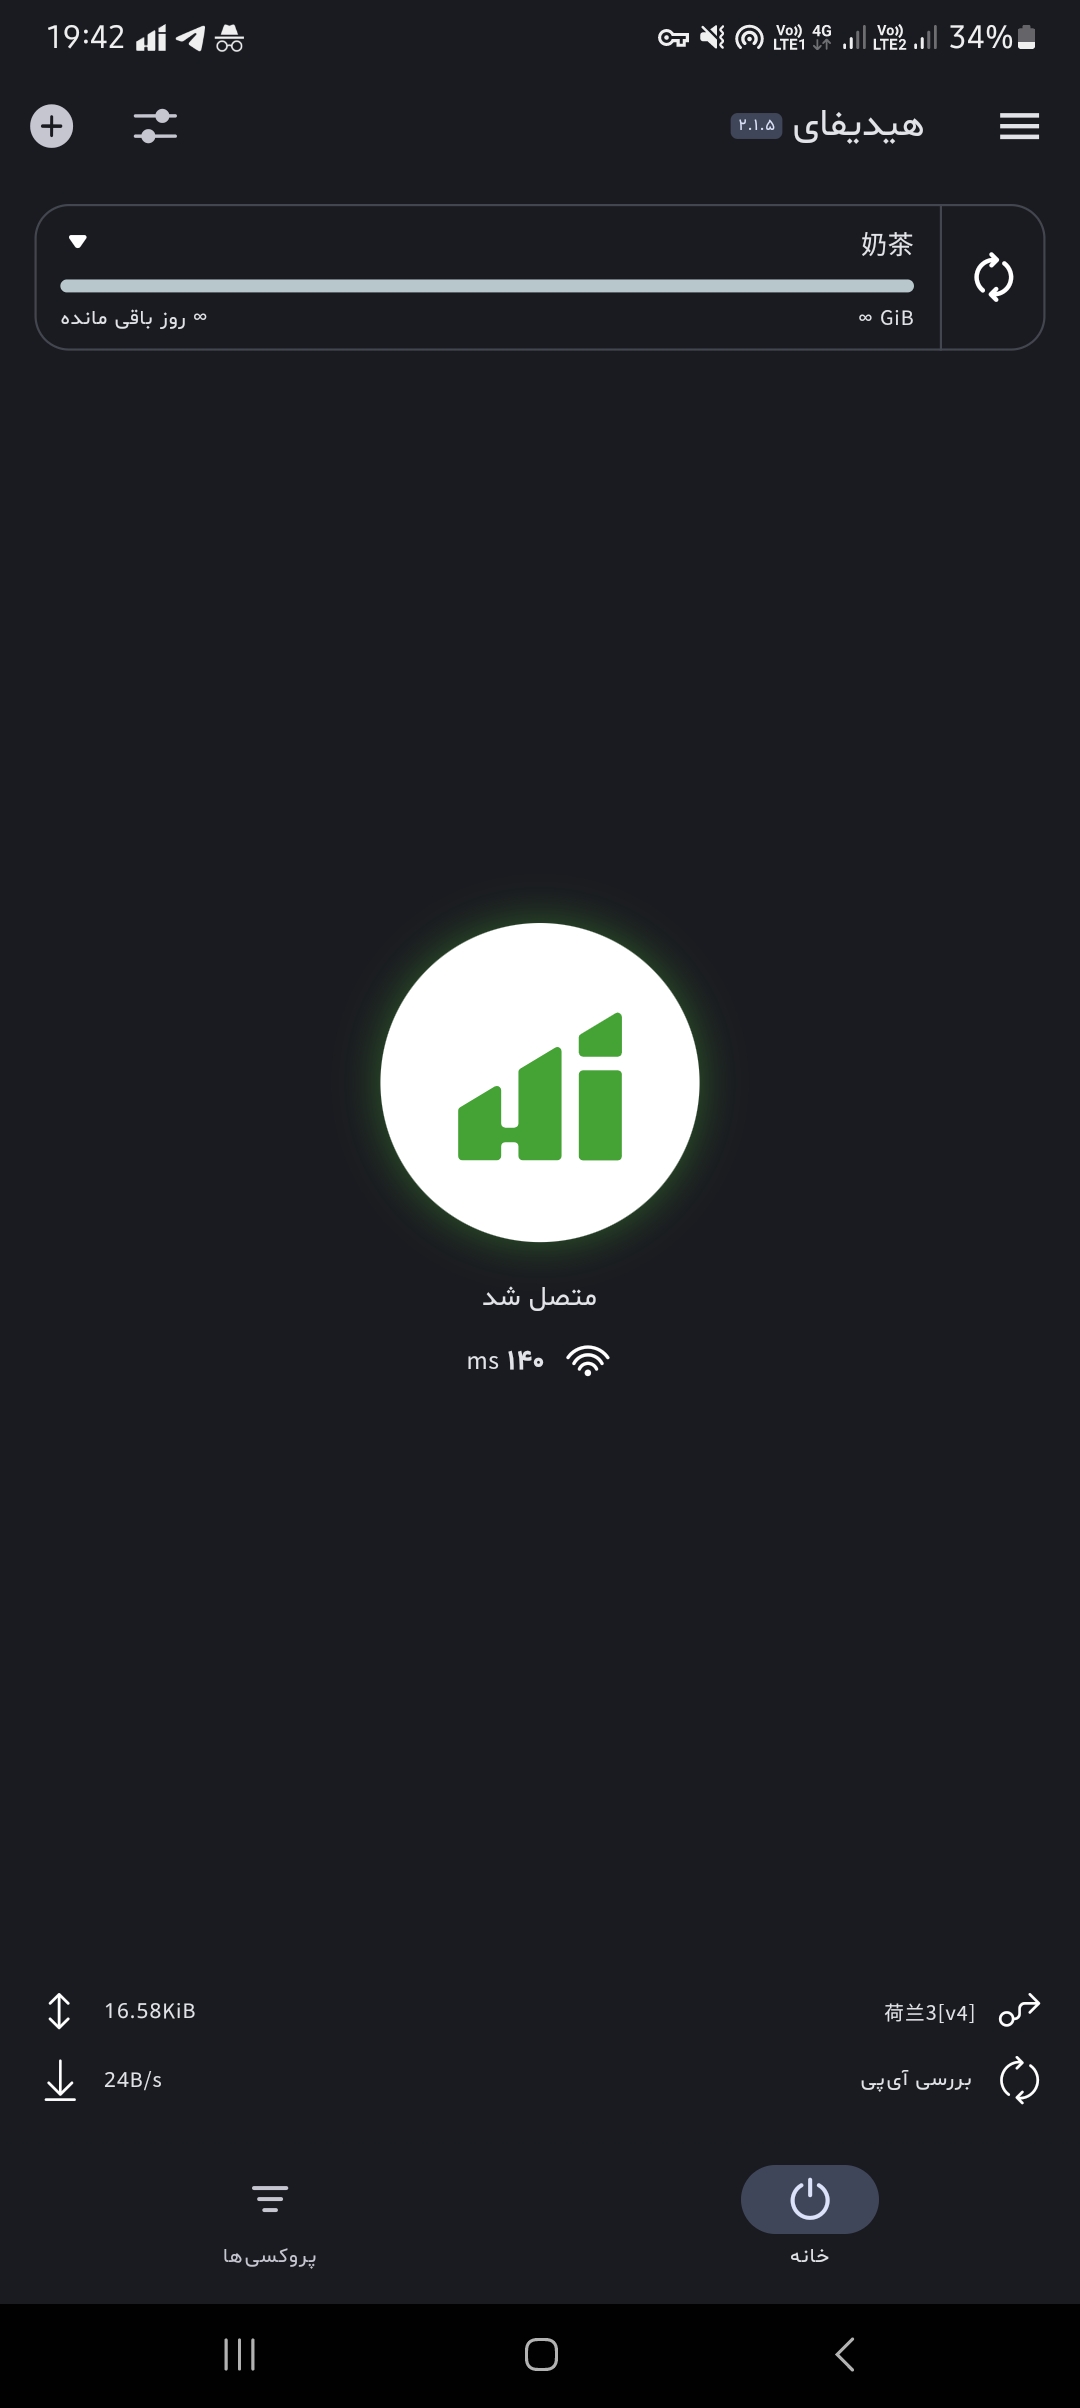 19:42
Vo)) LTE1 4G Vo)) LTE2 34%
هیدیفای ۲.۱.۵
奶茶
∞ GiB
∞ روز باقی مانده
متصل شد
۱۴۰ ms
荷兰3[v4]
16.58KiB
بررسی آی‌پی
24B/s
خانه
پروکسی‌ها